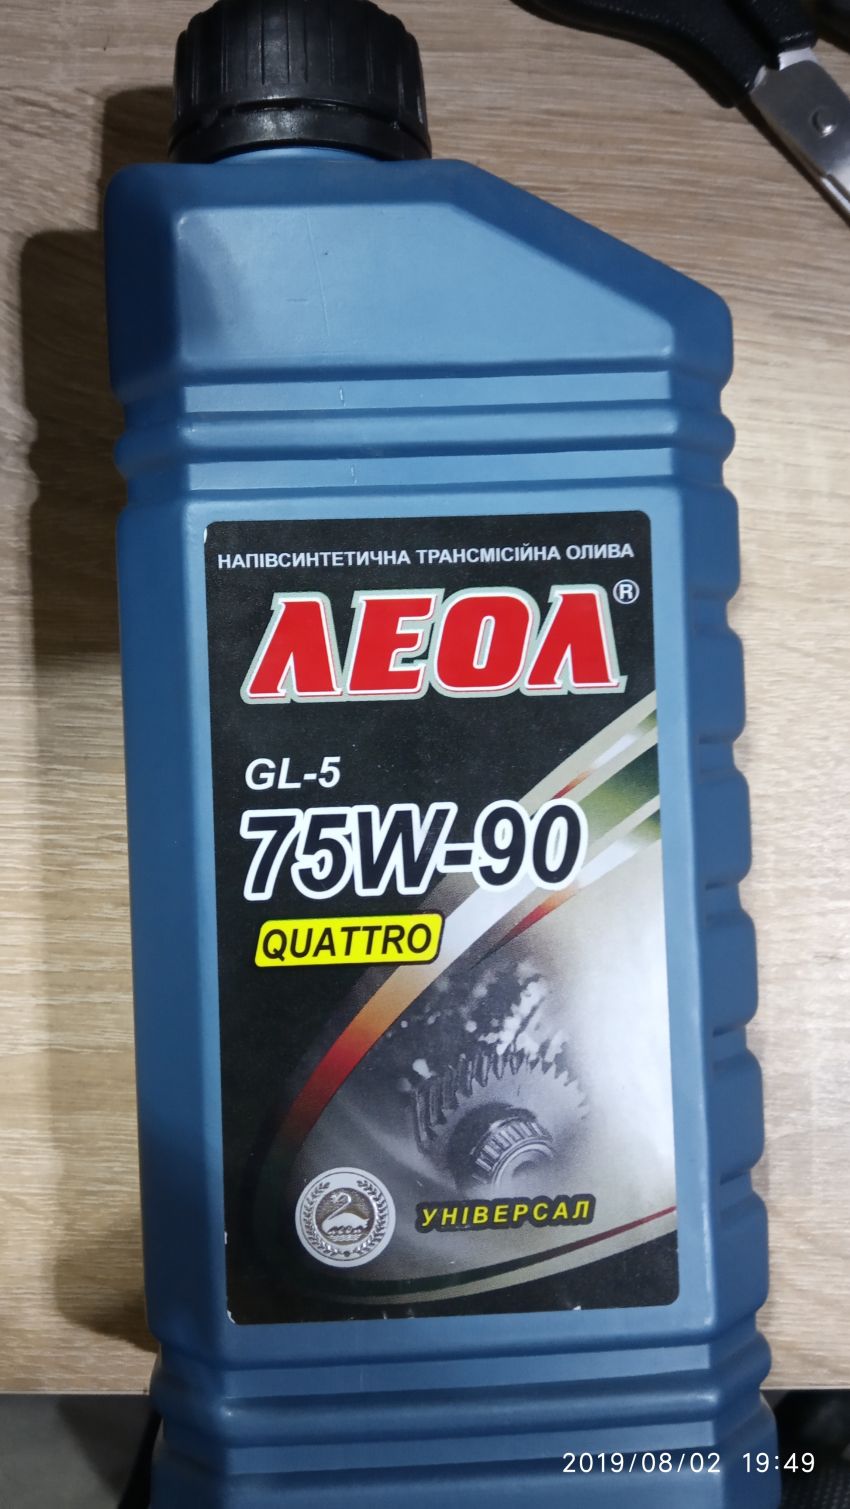 НАПІВСИНТЕТИЧНА ТРАНСМІСІЙНА ОЛИВА
ЛЕОЛ®
GL-5
75W-90
QUATTRO
УНІВЕРСАЛ
2019/08/02 19:49